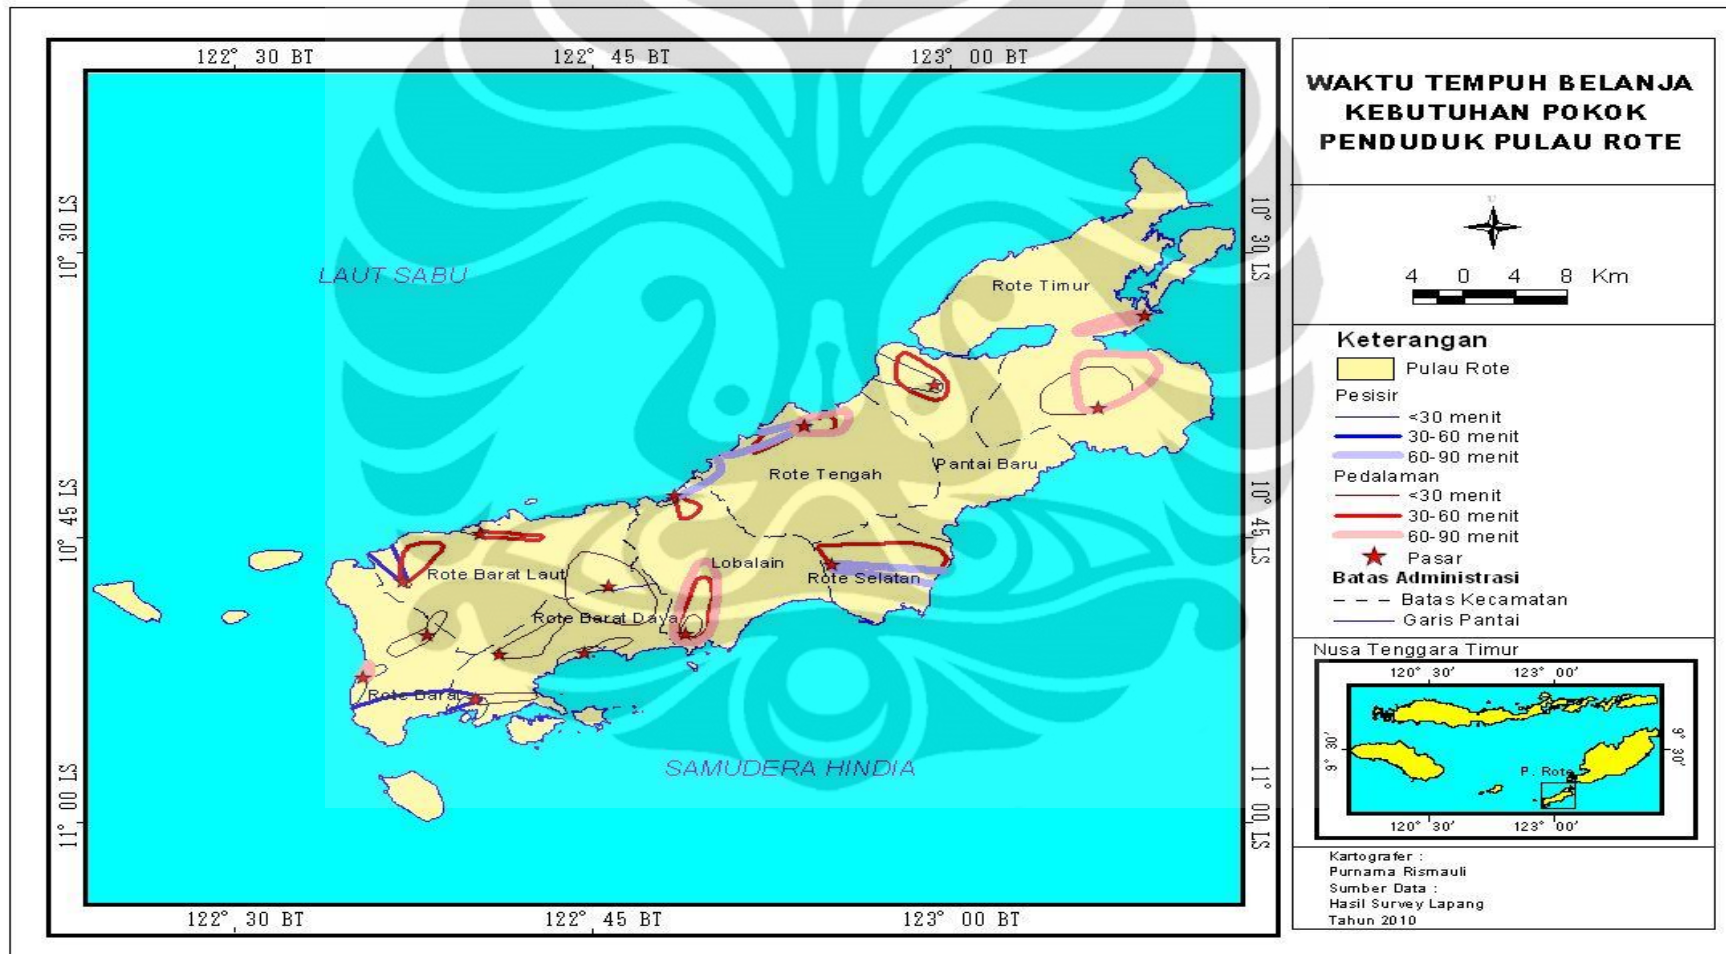 122° 30 BT
122° 45 BT
123° 00 BT
10° 30 LS
10° 45 LS
11° 00 LS
10° 30 LS
10° 45 LS
11° 00 LS
122° 30 BT
122° 45 BT
123° 00 BT
LAUT SABU
SAMUDERA HINDIA
Rote Timur
Pantai Baru
Rote Tengah
Lobalain
Rote Selatan
Rote Barat Laut
Rote Barat Daya
Rote Barat
WAKTU TEMPUH BELANJA
KEBUTUHAN POKOK
PENDUDUK PULAU ROTE
4 0 4 8 Km
Keterangan
Pulau Rote
Pesisir
<30 menit
30-60 menit
60-90 menit
Pedalaman
<30 menit
30-60 menit
60-90 menit
Pasar
Batas Administrasi
Batas Kecamatan
Garis Pantai
Nusa Tenggara Timur
120° 30' 123° 00'
9° 30'
9° 30'
P. Rote
120° 30' 123° 00'
Kartografer :
Purnama Rismauli
Sumber Data :
Hasil Survey Lapang
Tahun 2010